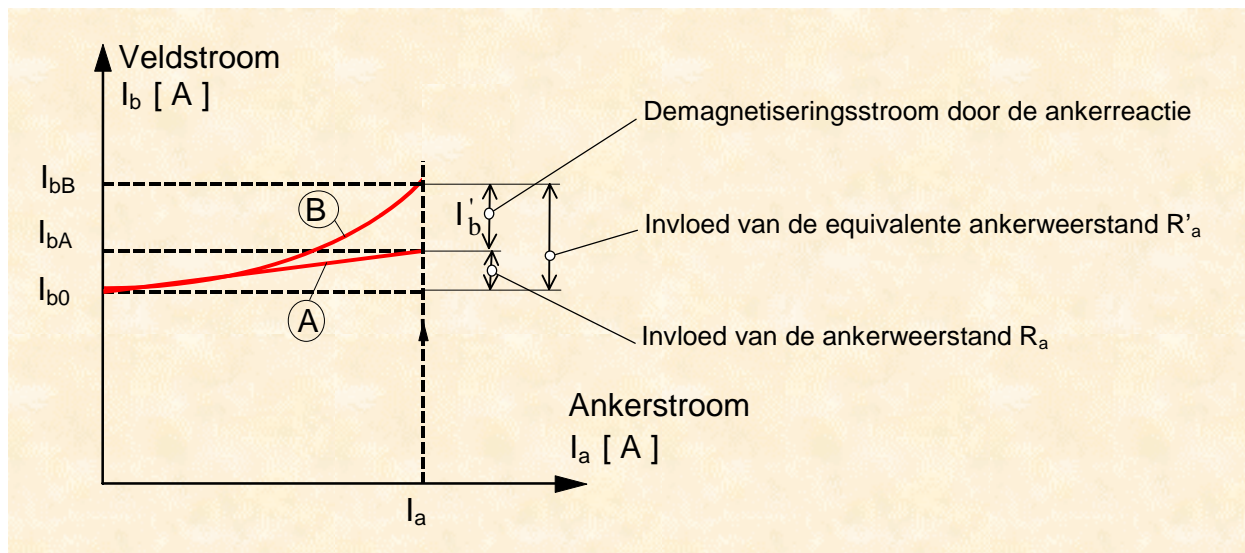 Veldstroom
I_b [ A ]
Demagnetiseringsstroom door de ankerreactie
I_bB
B
I'_b
I_bA
Invloed van de equivalente ankerweerstand R'_a
I_b0
A
Invloed van de ankerweerstand R_a
Ankerstroom
I_a [ A ]
I_a